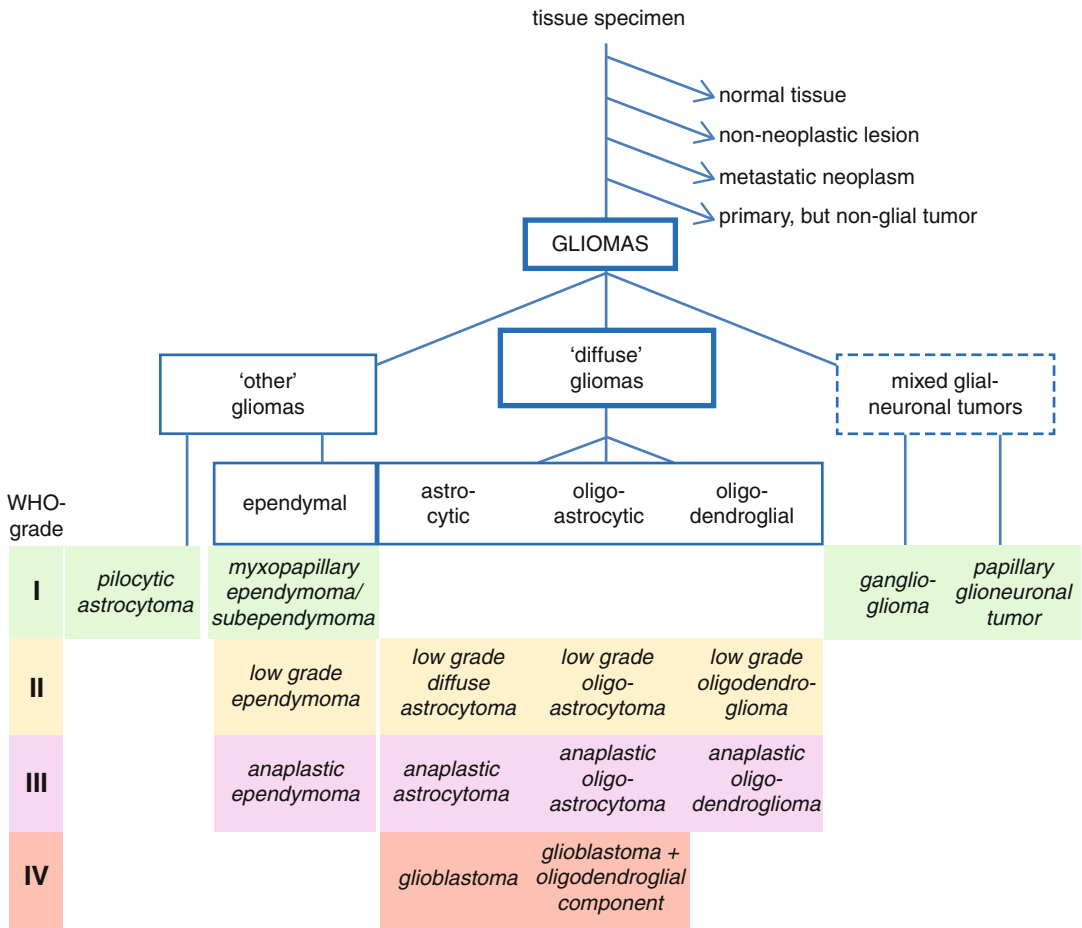 tissue specimen
normal tissue
non-neoplastic lesion
metastatic neoplasm
primary, but non-glial tumor
GLIOMAS
'other'
gliomas
'diffuse'
gliomas
mixed glial-
neuronal tumors
WHO-
grade
ependymal
astro-
cytic
oligo-
astrocytic
oligo-
dendroglial
I
pilocytic
astrocytoma
myxopapillary
ependymoma/
subependymoma
ganglio-
glioma
papillary
glioneuronal
tumor
II
low grade
ependymoma
low grade
diffuse
astrocytoma
low grade
oligo-
astrocytoma
low grade
oligodendro-
glioma
III
anaplastic
ependymoma
anaplastic
astrocytoma
anaplastic
oligo-
astrocytoma
anaplastic
oligo-
dendroglioma
IV
glioblastoma
glioblastoma +
oligodendroglial
component